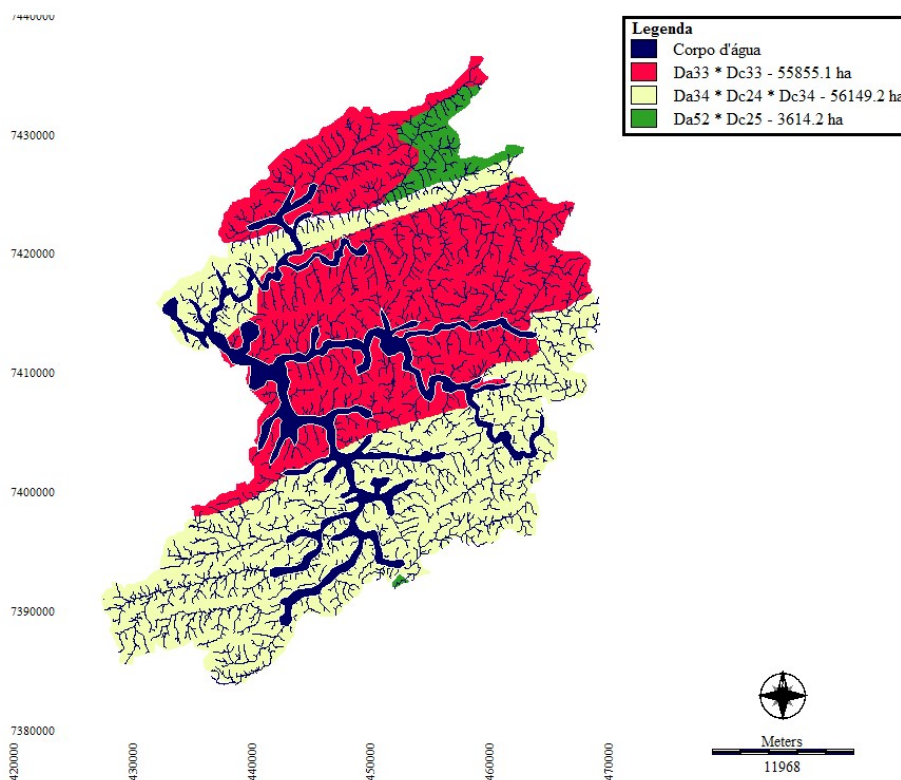 7440000
Legenda
Corpo d'água
Da33 * Dc33 - 55855.1 ha
Da34 * Dc24 * Dc34 - 56149.2 ha
Da52 * Dc25 - 3614.2 ha
7430000
7420000
7410000
7400000
7390000
7380000
420000
430000
440000
450000
460000
470000
Meters
11968